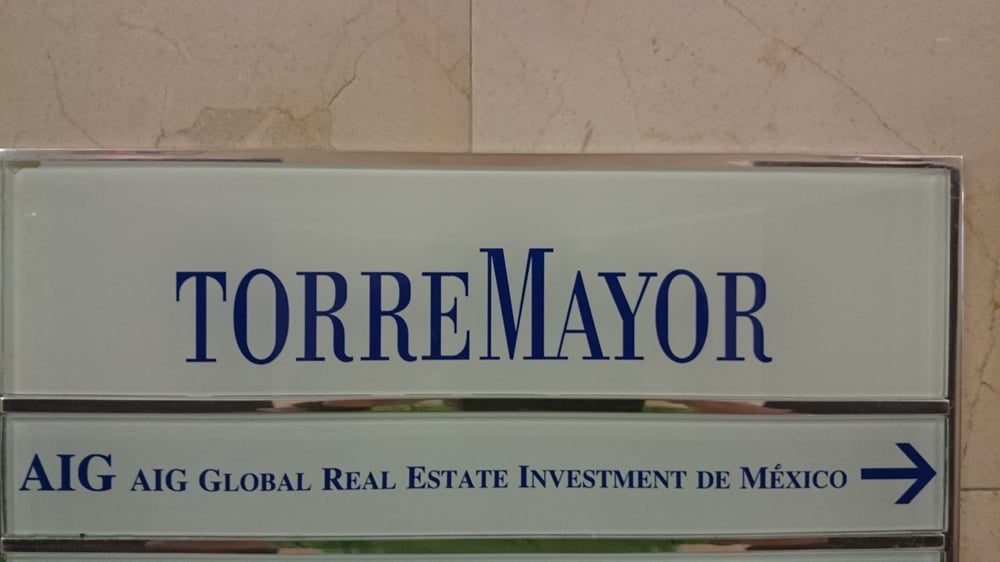 TORREMAYOR
AIG AIG GLOBAL REAL ESTATE INVESTMENT DE MÉXICO →